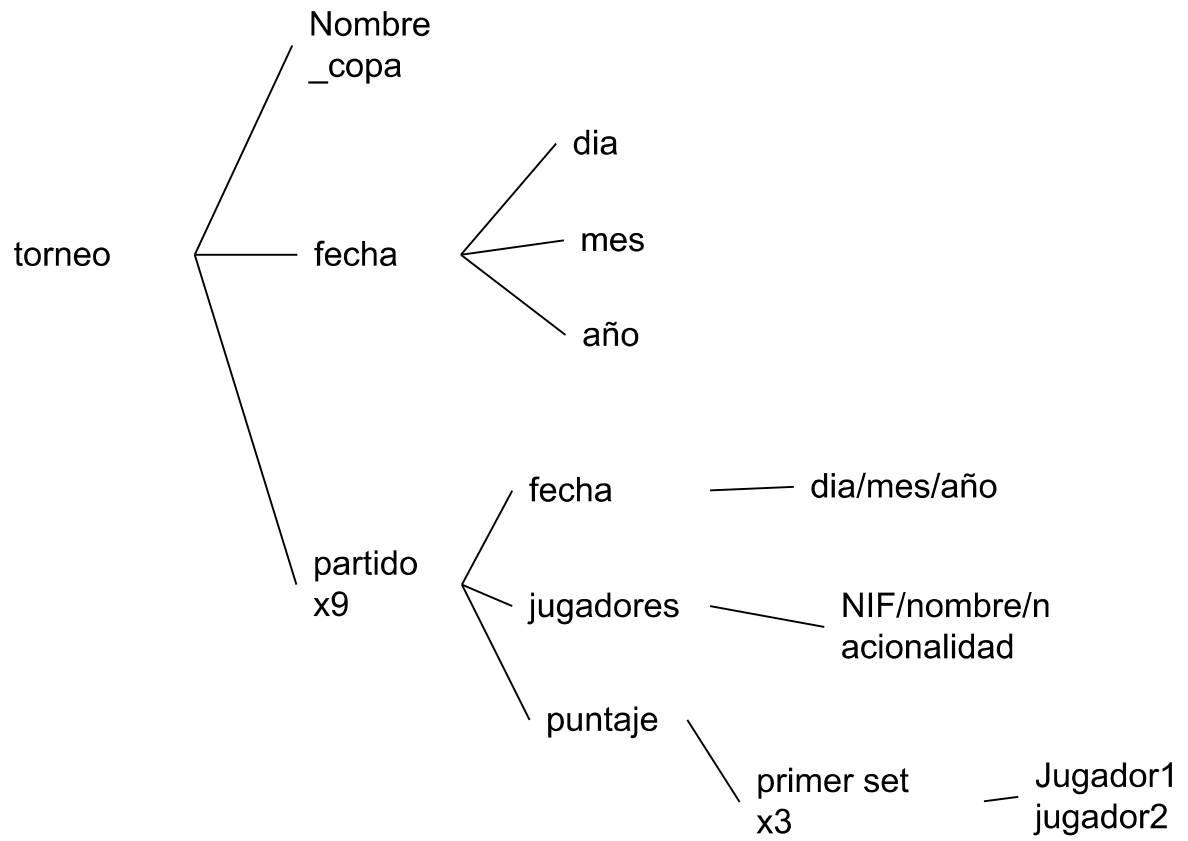 Nombre
_copa
dia
mes
torneo
fecha
año
fecha
dia/mes/año
partido
x9
jugadores
NIF/nombre/n
acionalidad
puntaje
primer set
x3
Jugador1
jugador2